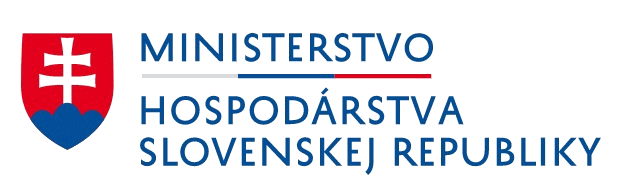 MINISTERSTVO
HOSPODÁRSTVA
SLOVENSKEJ REPUBLIKY